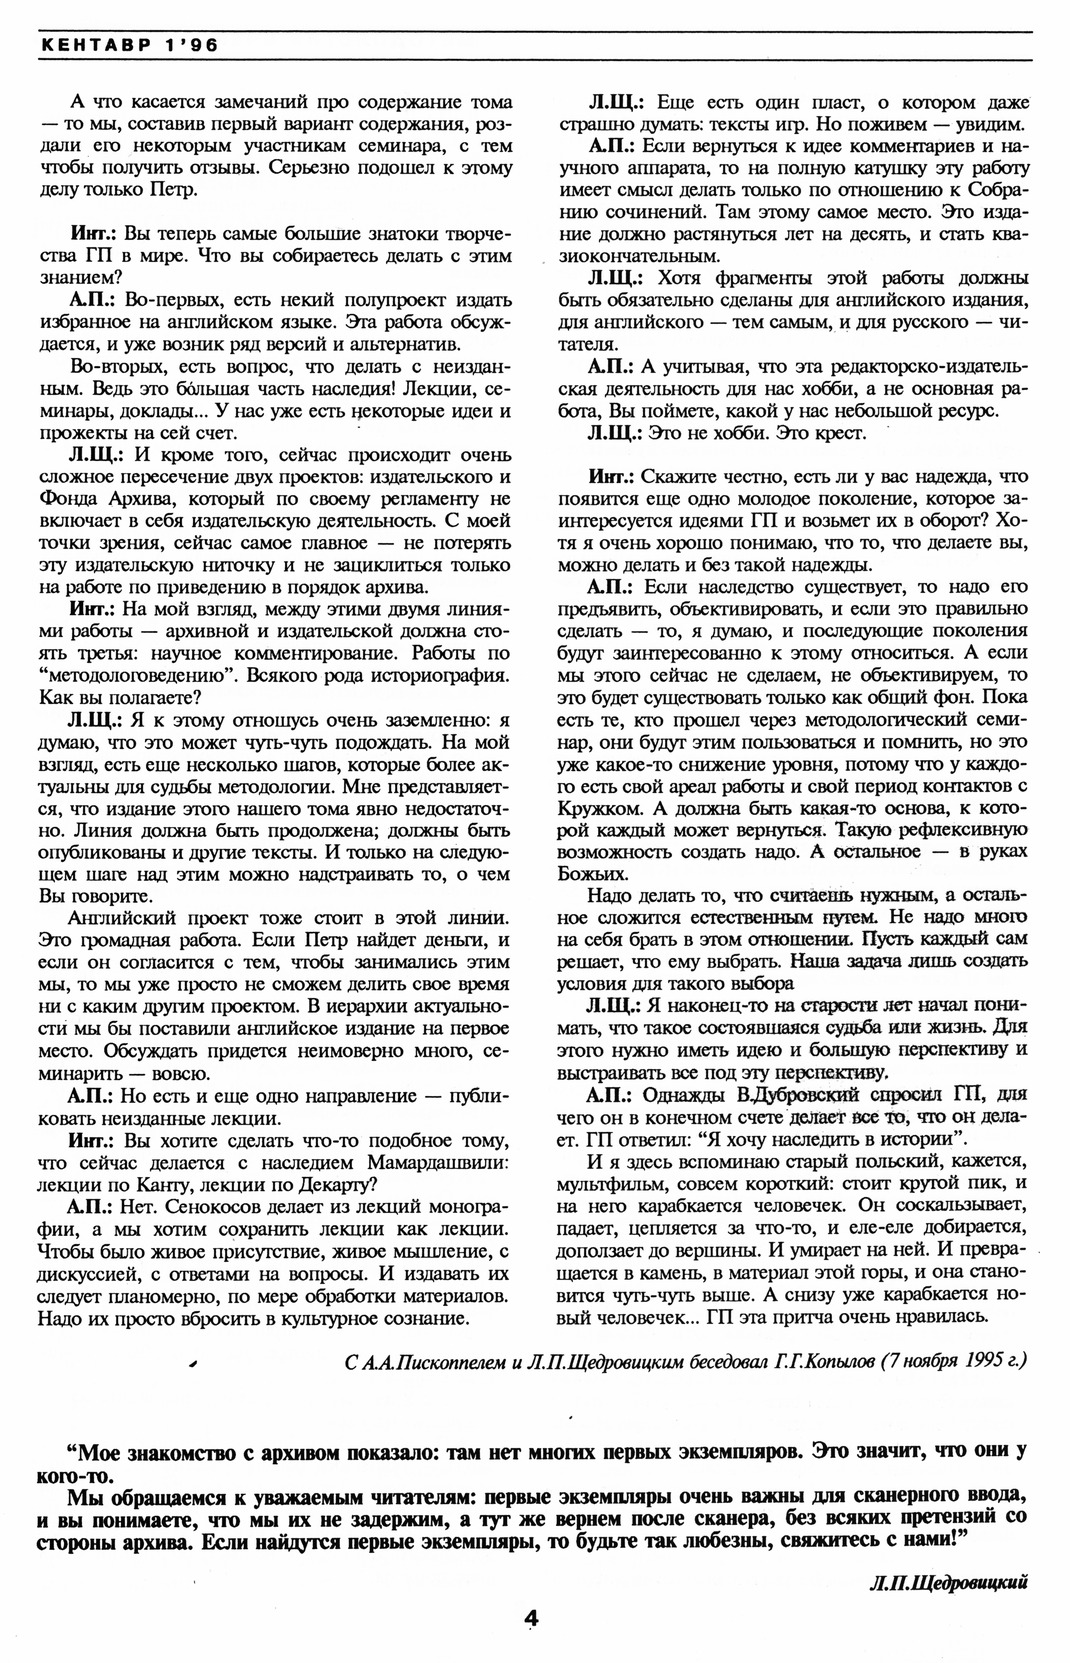 КЕНТАВР 1’96
А что касается замечаний про содержание тома
— то мы, составив первый вариант содержания, роз-
дали его некоторым участникам семинара, с тем
чтобы получить отзывы. Серьезно подошел к этому
делу только Петр.
Инт.: Вы теперь самые большие знатоки творче-
ства ГП в мире. Что вы собираетесь делать с этим
знанием?
А.П.: Во-первых, есть некий полупроект издать
избранное на английском языке. Эта работа обсуж-
дается, и уже возник ряд версий и альтернатив.
Во-вторых, есть вопрос, что делать с неиздан-
ным. Ведь это бо́льшая часть наследия! Лекции, се-
минары, доклады... У нас уже есть некоторые идеи и
прожекты на сей счет.
Л.Щ.: И кроме того, сейчас происходит очень
сложное пересечение двух проектов: издательского и
Фонда Архива, который по своему регламенту не
включает в себя издательскую деятельность. С моей
точки зрения, сейчас самое главное — не потерять
эту издательскую ниточку и не зациклиться только
на работе по приведению в порядок архива.
Инт.: На мой взгляд, между этими двумя линия-
ми работы — архивной и издательской должна сто-
ять третья: научное комментирование. Работы по
“методологоведению”. Всякого рода историография.
Как вы полагаете?
Л.Щ.: Я к этому отношусь очень заземленно: я
думаю, что это может чуть-чуть подождать. На мой
взгляд, есть еще несколько шагов, которые более ак-
туальны для судьбы методологии. Мне представляет-
ся, что издание этого нашего тома явно недостаточ-
но. Линия должна быть продолжена; должны быть
опубликованы и другие тексты. И только на следую-
щем шаге над этим можно надстраивать то, о чем
Вы говорите.
Английский проект тоже стоит в этой линии.
Это громадная работа. Если Петр найдет деньги, и
если он согласится с тем, чтобы занимались этим
мы, то мы уже просто не сможем делить свое время
ни с каким другим проектом. В иерархии актуально-
сти мы бы поставили английское издание на первое
место. Обсуждать придется неимоверно много, се-
минарить — вовсю.
А.П.: Но есть и еще одно направление — публи-
ковать неизданные лекции.
Инт.: Вы хотите сделать что-то подобное тому,
что сейчас делается с наследием Мамардашвили:
лекции по Канту, лекции по Декарту?
А.П.: Нет. Сенокосов делает из лекций моногра-
фии, а мы хотим сохранить лекции как лекции.
Чтобы было живое присутствие, живое мышление, с
дискуссией, с ответами на вопросы. И издавать их
следует планомерно, по мере обработки материалов.
Надо их просто вбросить в культурное сознание.
Л.Щ.: Еще есть один пласт, о котором даже
страшно думать: тексты игр. Но поживем — увидим.
А.П.: Если вернуться к идее комментариев и на-
учного аппарата, то на полную катушку эту работу
имеет смысл делать только по отношению к Собра-
нию сочинений. Там этому самое место. Это изда-
ние должно растянуться лет на десять, и стать ква-
зиокончательным.
Л.Щ.: Хотя фрагменты этой работы должны
быть обязательно сделаны для английского издания,
для английского — тем самым, и для русского — чи-
тателя.
А.П.: А учитывая, что эта редакторско-издатель-
ская деятельность для нас хобби, а не основная ра-
бота, Вы поймете, какой у нас небольшой ресурс.
Л.Щ.: Это не хобби. Это крест.
Инт.: Скажите честно, есть ли у вас надежда, что
появится еще одно молодое поколение, которое за-
интересуется идеями ГП и возьмет их в оборот? Хо-
тя я очень хорошо понимаю, что то, что делаете вы,
можно делать и без такой надежды.
А.П.: Если наследство существует, то надо его
предъявить, объективировать, и если это правильно
сделать — то, я думаю, и последующие поколения
будут заинтересованно к этому относиться. А если
мы этого сейчас не сделаем, не объективируем, то
это будет существовать только как общий фон. Пока
есть те, кто прошел через методологический семи-
нар, они будут этим пользоваться и помнить, но это
уже какое-то снижение уровня, потому что у каждо-
го есть свой ареал работы и свой период контактов с
Кружком. А должна быть какая-то основа, к кото-
рой каждый может вернуться. Такую рефлексивную
возможность создать надо. А остальное — в руках
Божьих.
Надо делать то, что считаешь нужным, а осталь-
ное сложится естественным путем. Не надо много
на себя брать в этом отношении. Пусть каждый сам
решает, что ему выбрать. Наша задача лишь создать
условия для такого выбора
Л.Щ.: Я наконец-то на старости лет начал пони-
мать, что такое состоявшаяся судьба или жизнь. Для
этого нужно иметь идею и большую перспективу и
выстраивать все под эту перспективу.
А.П.: Однажды В.Дубровский спросил ГП, для
чего он в конечном счете делает все то, что он дела-
ет. ГП ответил: “Я хочу наследить в истории”.
И я здесь вспоминаю старый польский, кажется,
мультфильм, совсем короткий: стоит крутой пик, и
на него карабкается человечек. Он соскальзывает,
падает, цепляется за что-то, и еле-еле добирается,
доползает до вершины. И умирает на ней. И превра-
щается в камень, в материал этой горы, и она стано-
вится чуть-чуть выше. А снизу уже карабкается но-
вый человечек... ГП эта притча очень нравилась.
С А.А.Пископпелем и Л.П.Щедровицким беседовал Г.Г.Копылов (7 ноября 1995 г.)
“Мое знакомство с архивом показало: там нет многих первых экземпляров. Это значит, что они у
кого-то.
Мы обращаемся к уважаемым читателям: первые экземпляры очень важны для сканерного ввода,
и вы понимаете, что мы их не задержим, а тут же вернем после сканера, без всяких претензий со
стороны архива. Если найдутся первые экземпляры, то будьте так любезны, свяжитесь с нами!”
Л.П.Щедровицкий
4